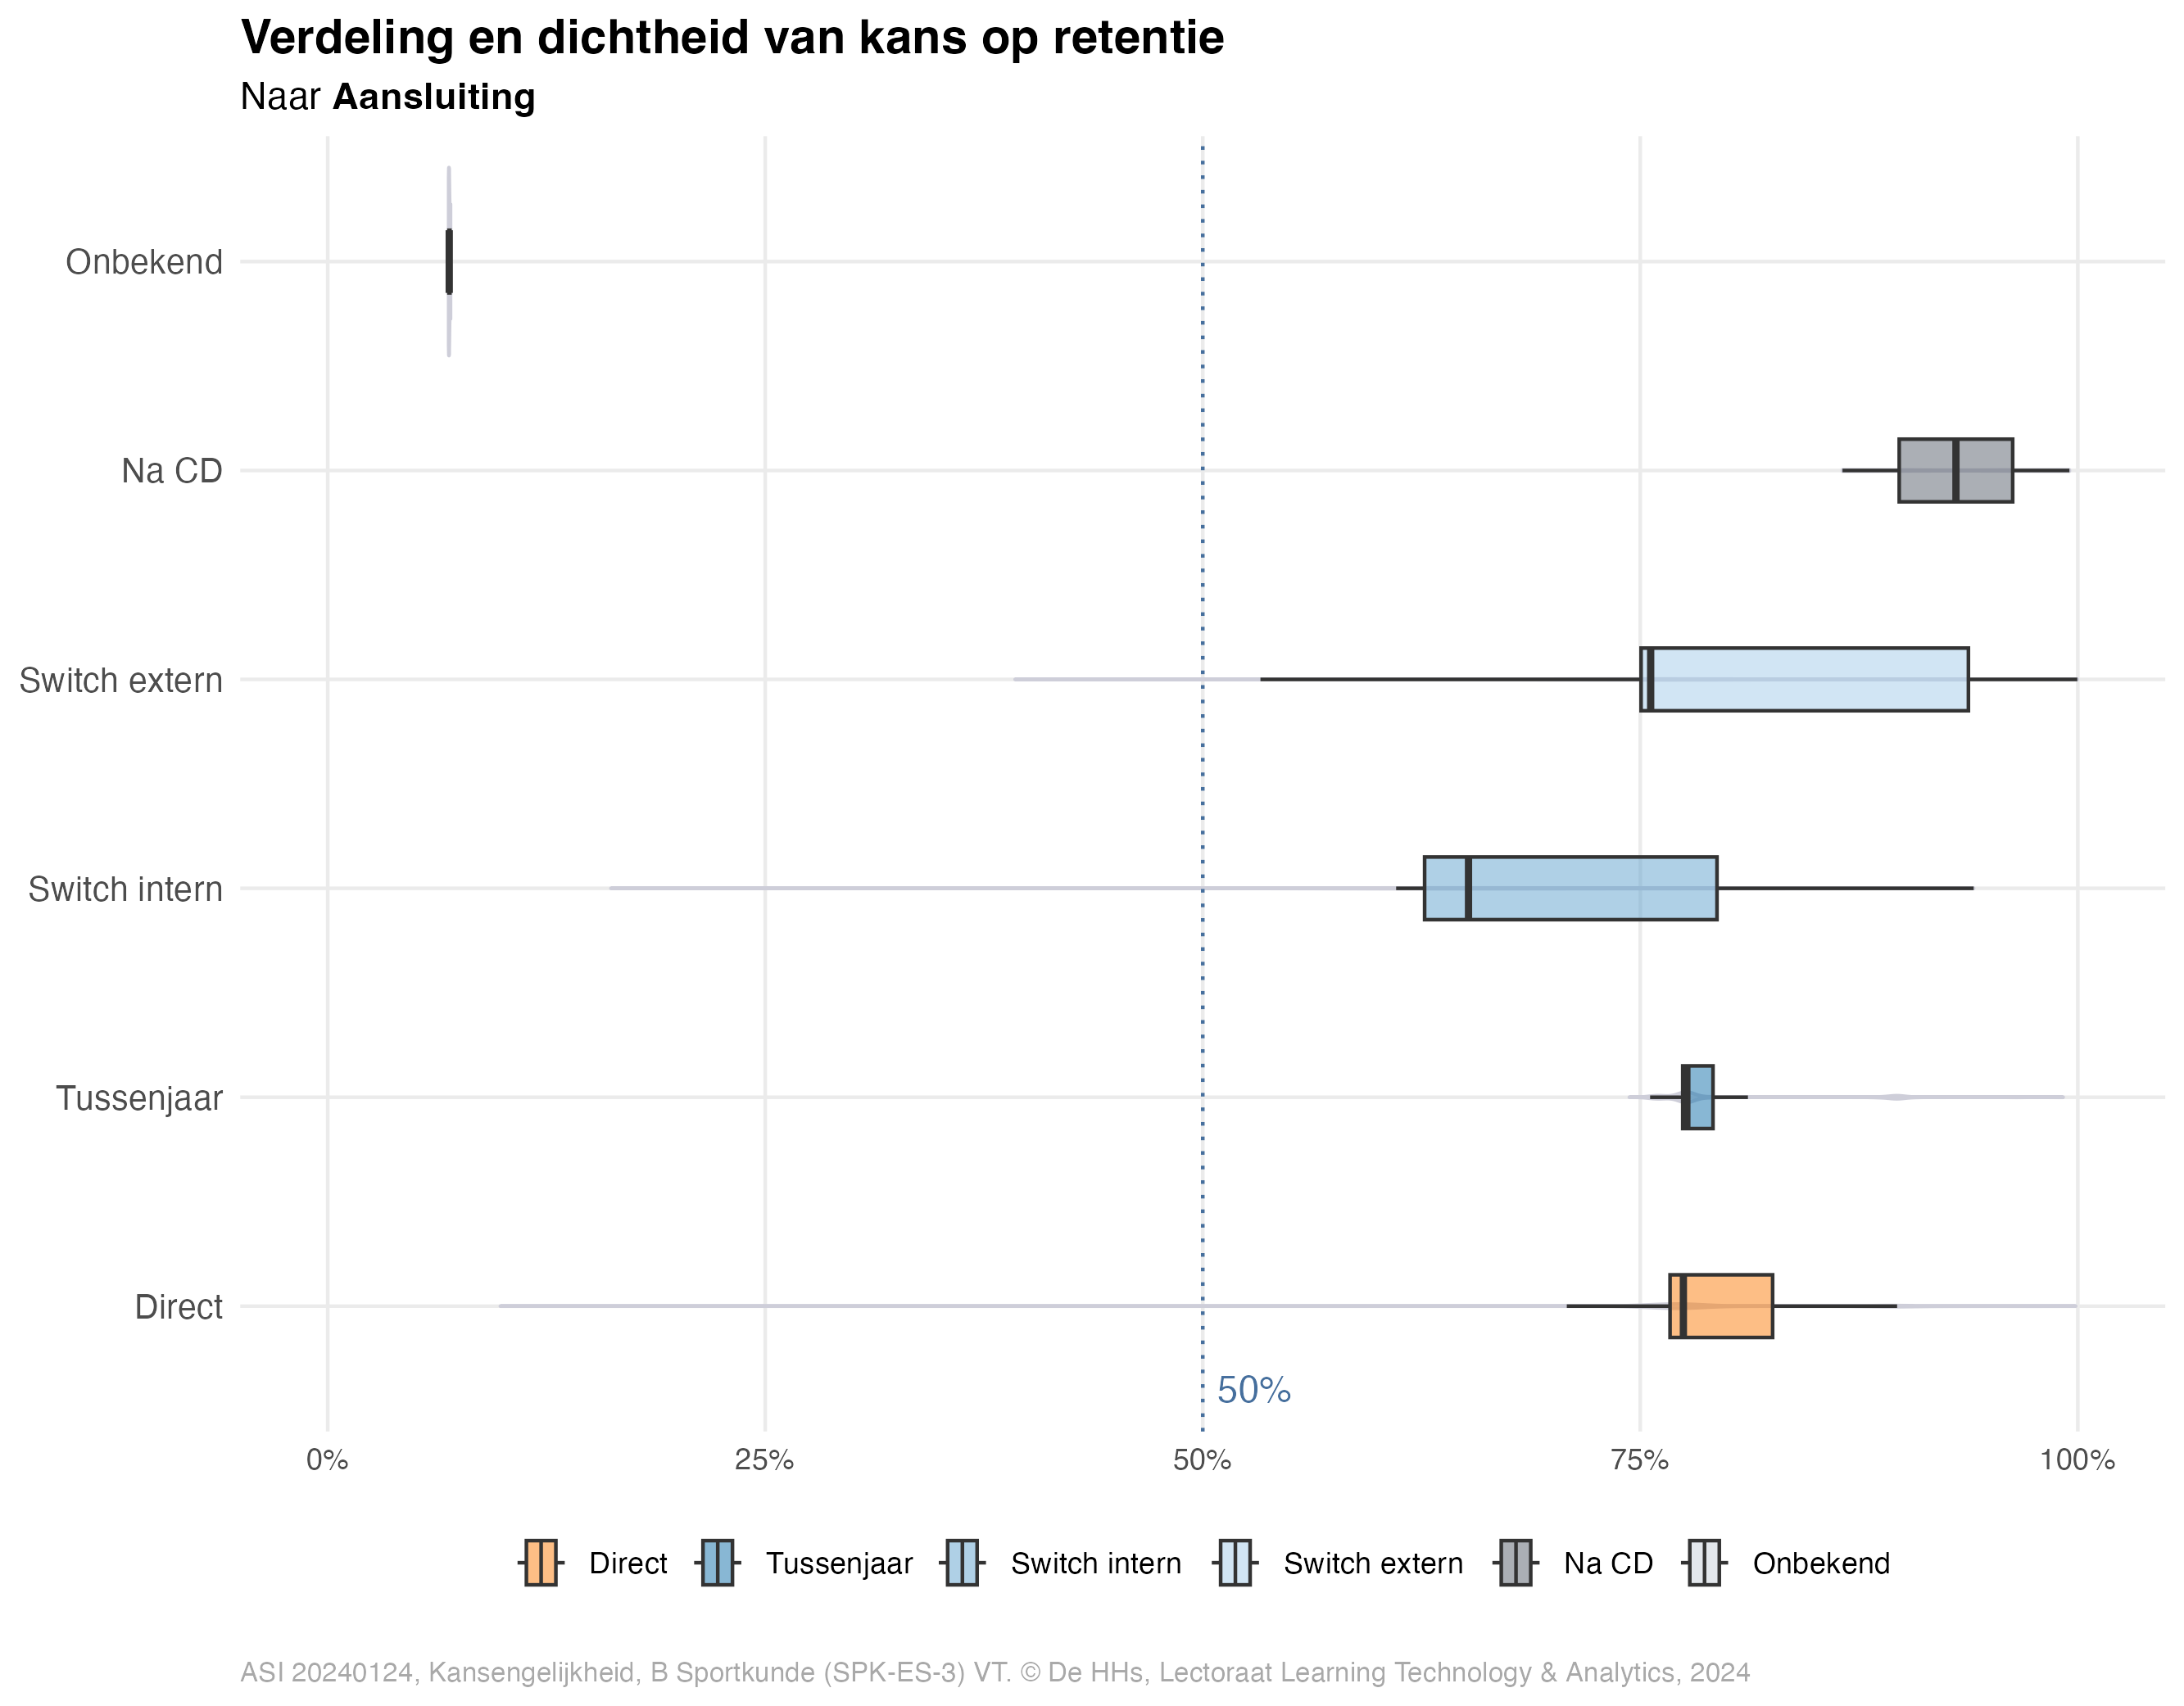 Verdeling en dichtheid van kans op retentie
Naar Aansluiting
Onbekend
Na CD
Switch extern
Switch intern
Tussenjaar
Direct
50%
0% 25% 50% 75% 100%
Direct Tussenjaar Switch intern Switch extern Na CD Onbekend
ASI 20240124, Kansengelijkheid, B Sportkunde (SPK-ES-3) VT. © De HHs, Lectoraat Learning Technology & Analytics, 2024